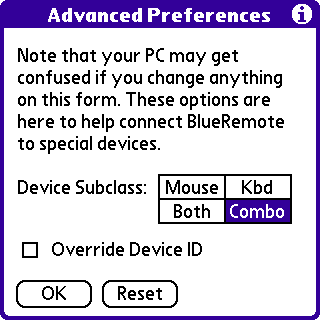 Advanced Preferences i
Note that your PC may get
confused if you change anything
on this form. These options are
here to help connect BlueRemote
to special devices.
Device Subclass: Mouse Kbd
Both Combo
Override Device ID
OK Reset